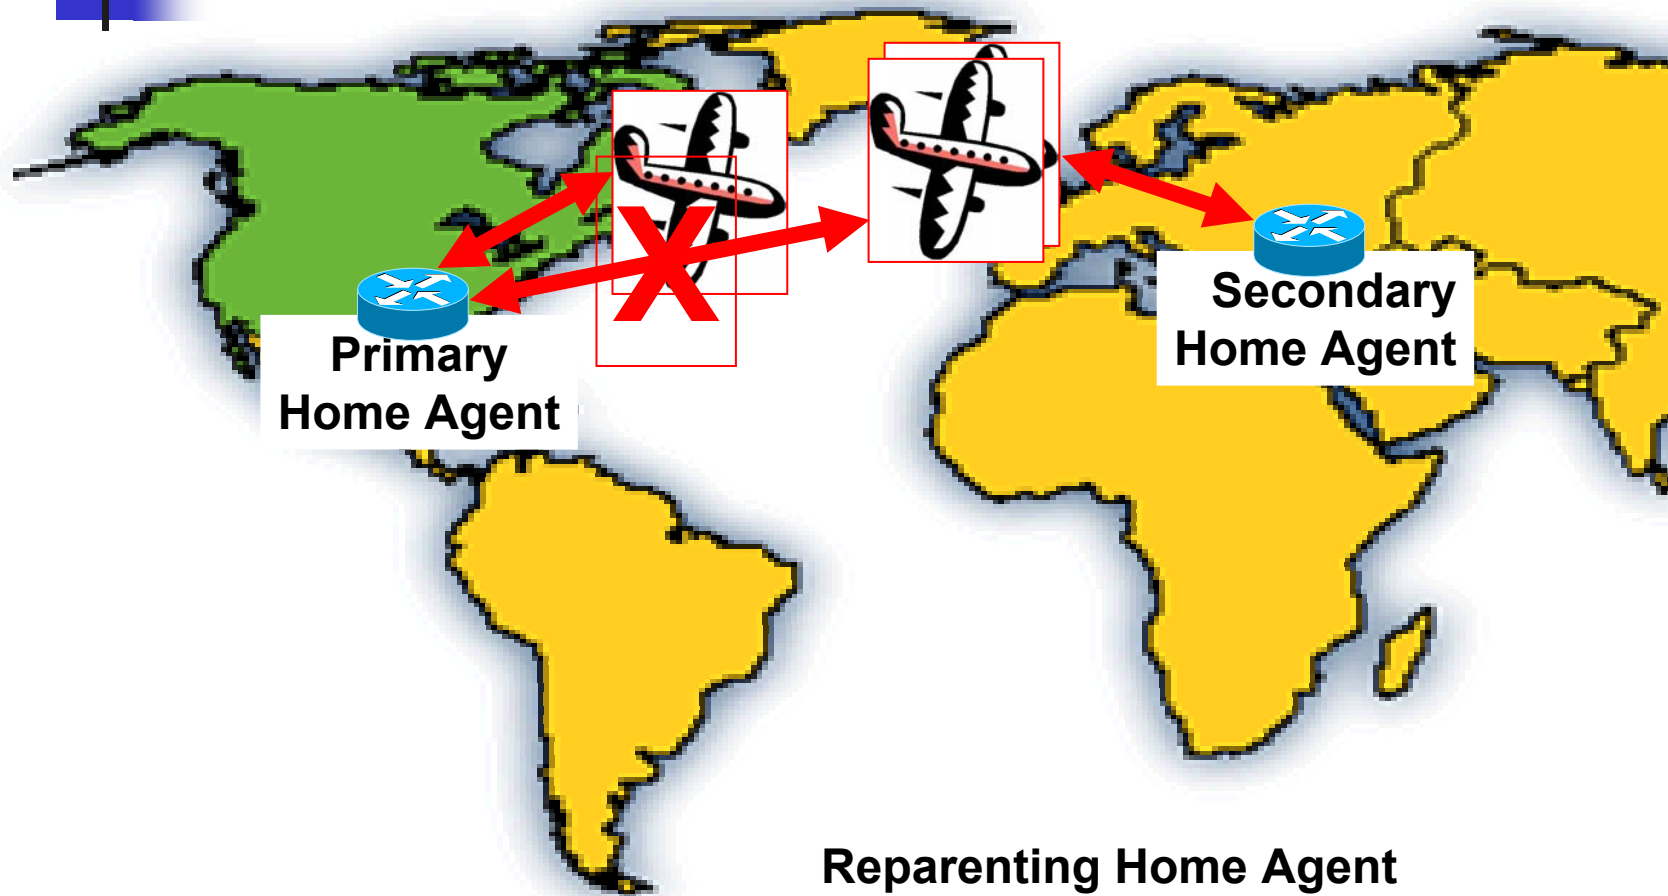 X
Primary
Home Agent
Secondary
Home Agent
Reparenting Home Agent